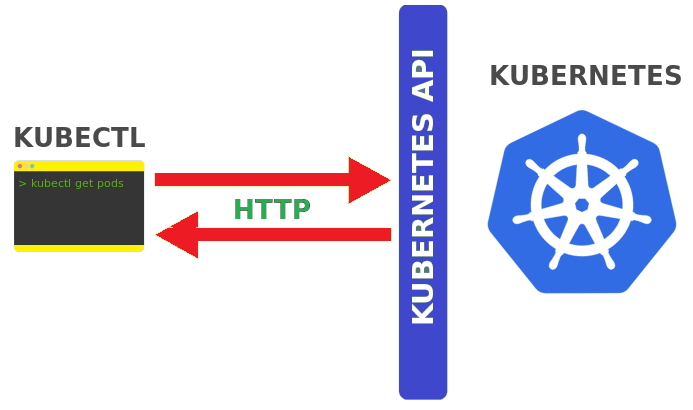 KUBECTL
> kubectl get pods
HTTP
KUBERNETES API
KUBERNETES